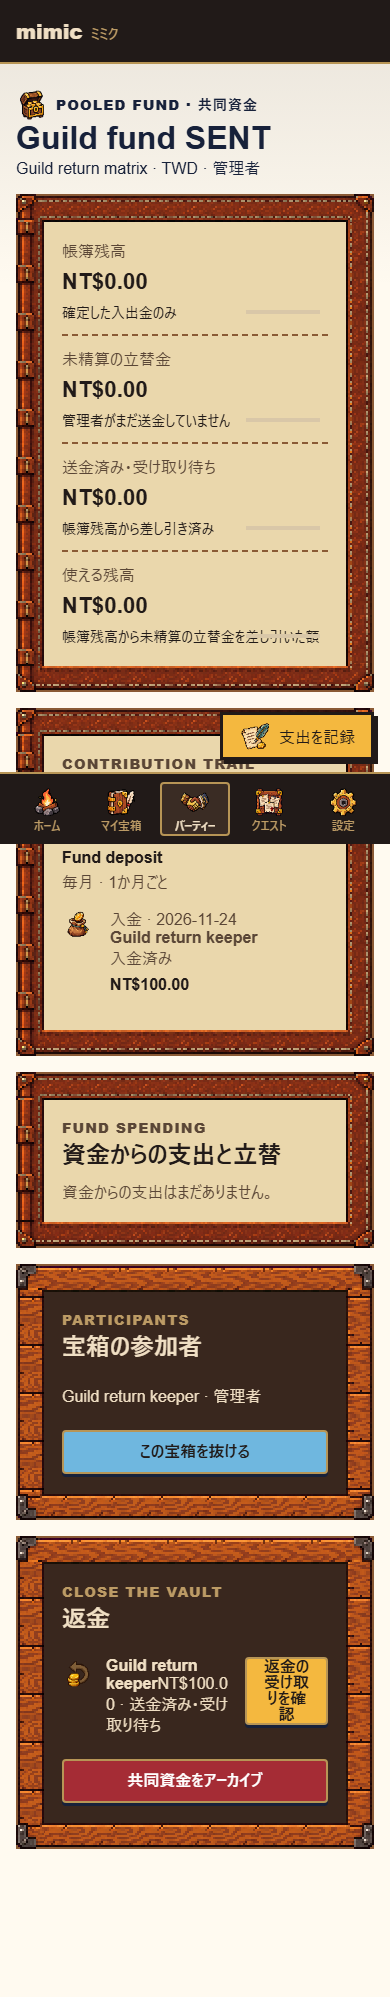 mimic ミミク
POOLED FUND · 共同資金
Guild fund SENT
Guild return matrix · TWD · 管理者
帳簿残高
NT$0.00
確定した入出金のみ
未精算の立替金
NT$0.00
管理者がまだ送金していません
送金済み・受け取り待ち
NT$0.00
帳簿残高から差し引き済み
使える残高
NT$0.00
帳簿残高から未精算の立替金を差し引いた額
支出を記録
CONTRIBUTION TRAIL
ホーム
マイ宝箱
パーティー
クエスト
設定
Fund deposit
毎月 · 1か月ごと
入金 · 2026-11-24
Guild return keeper
入金済み
NT$100.00
FUND SPENDING
資金からの支出と立替
資金からの支出はまだありません。
PARTICIPANTS
宝箱の参加者
Guild return keeper · 管理者
この宝箱を抜ける
CLOSE THE VAULT
返金
Guild return
keeperNT$100.0
0 · 送金済み・受け
取り待ち
返金の
受け取
りを確
認
共同資金をアーカイブ